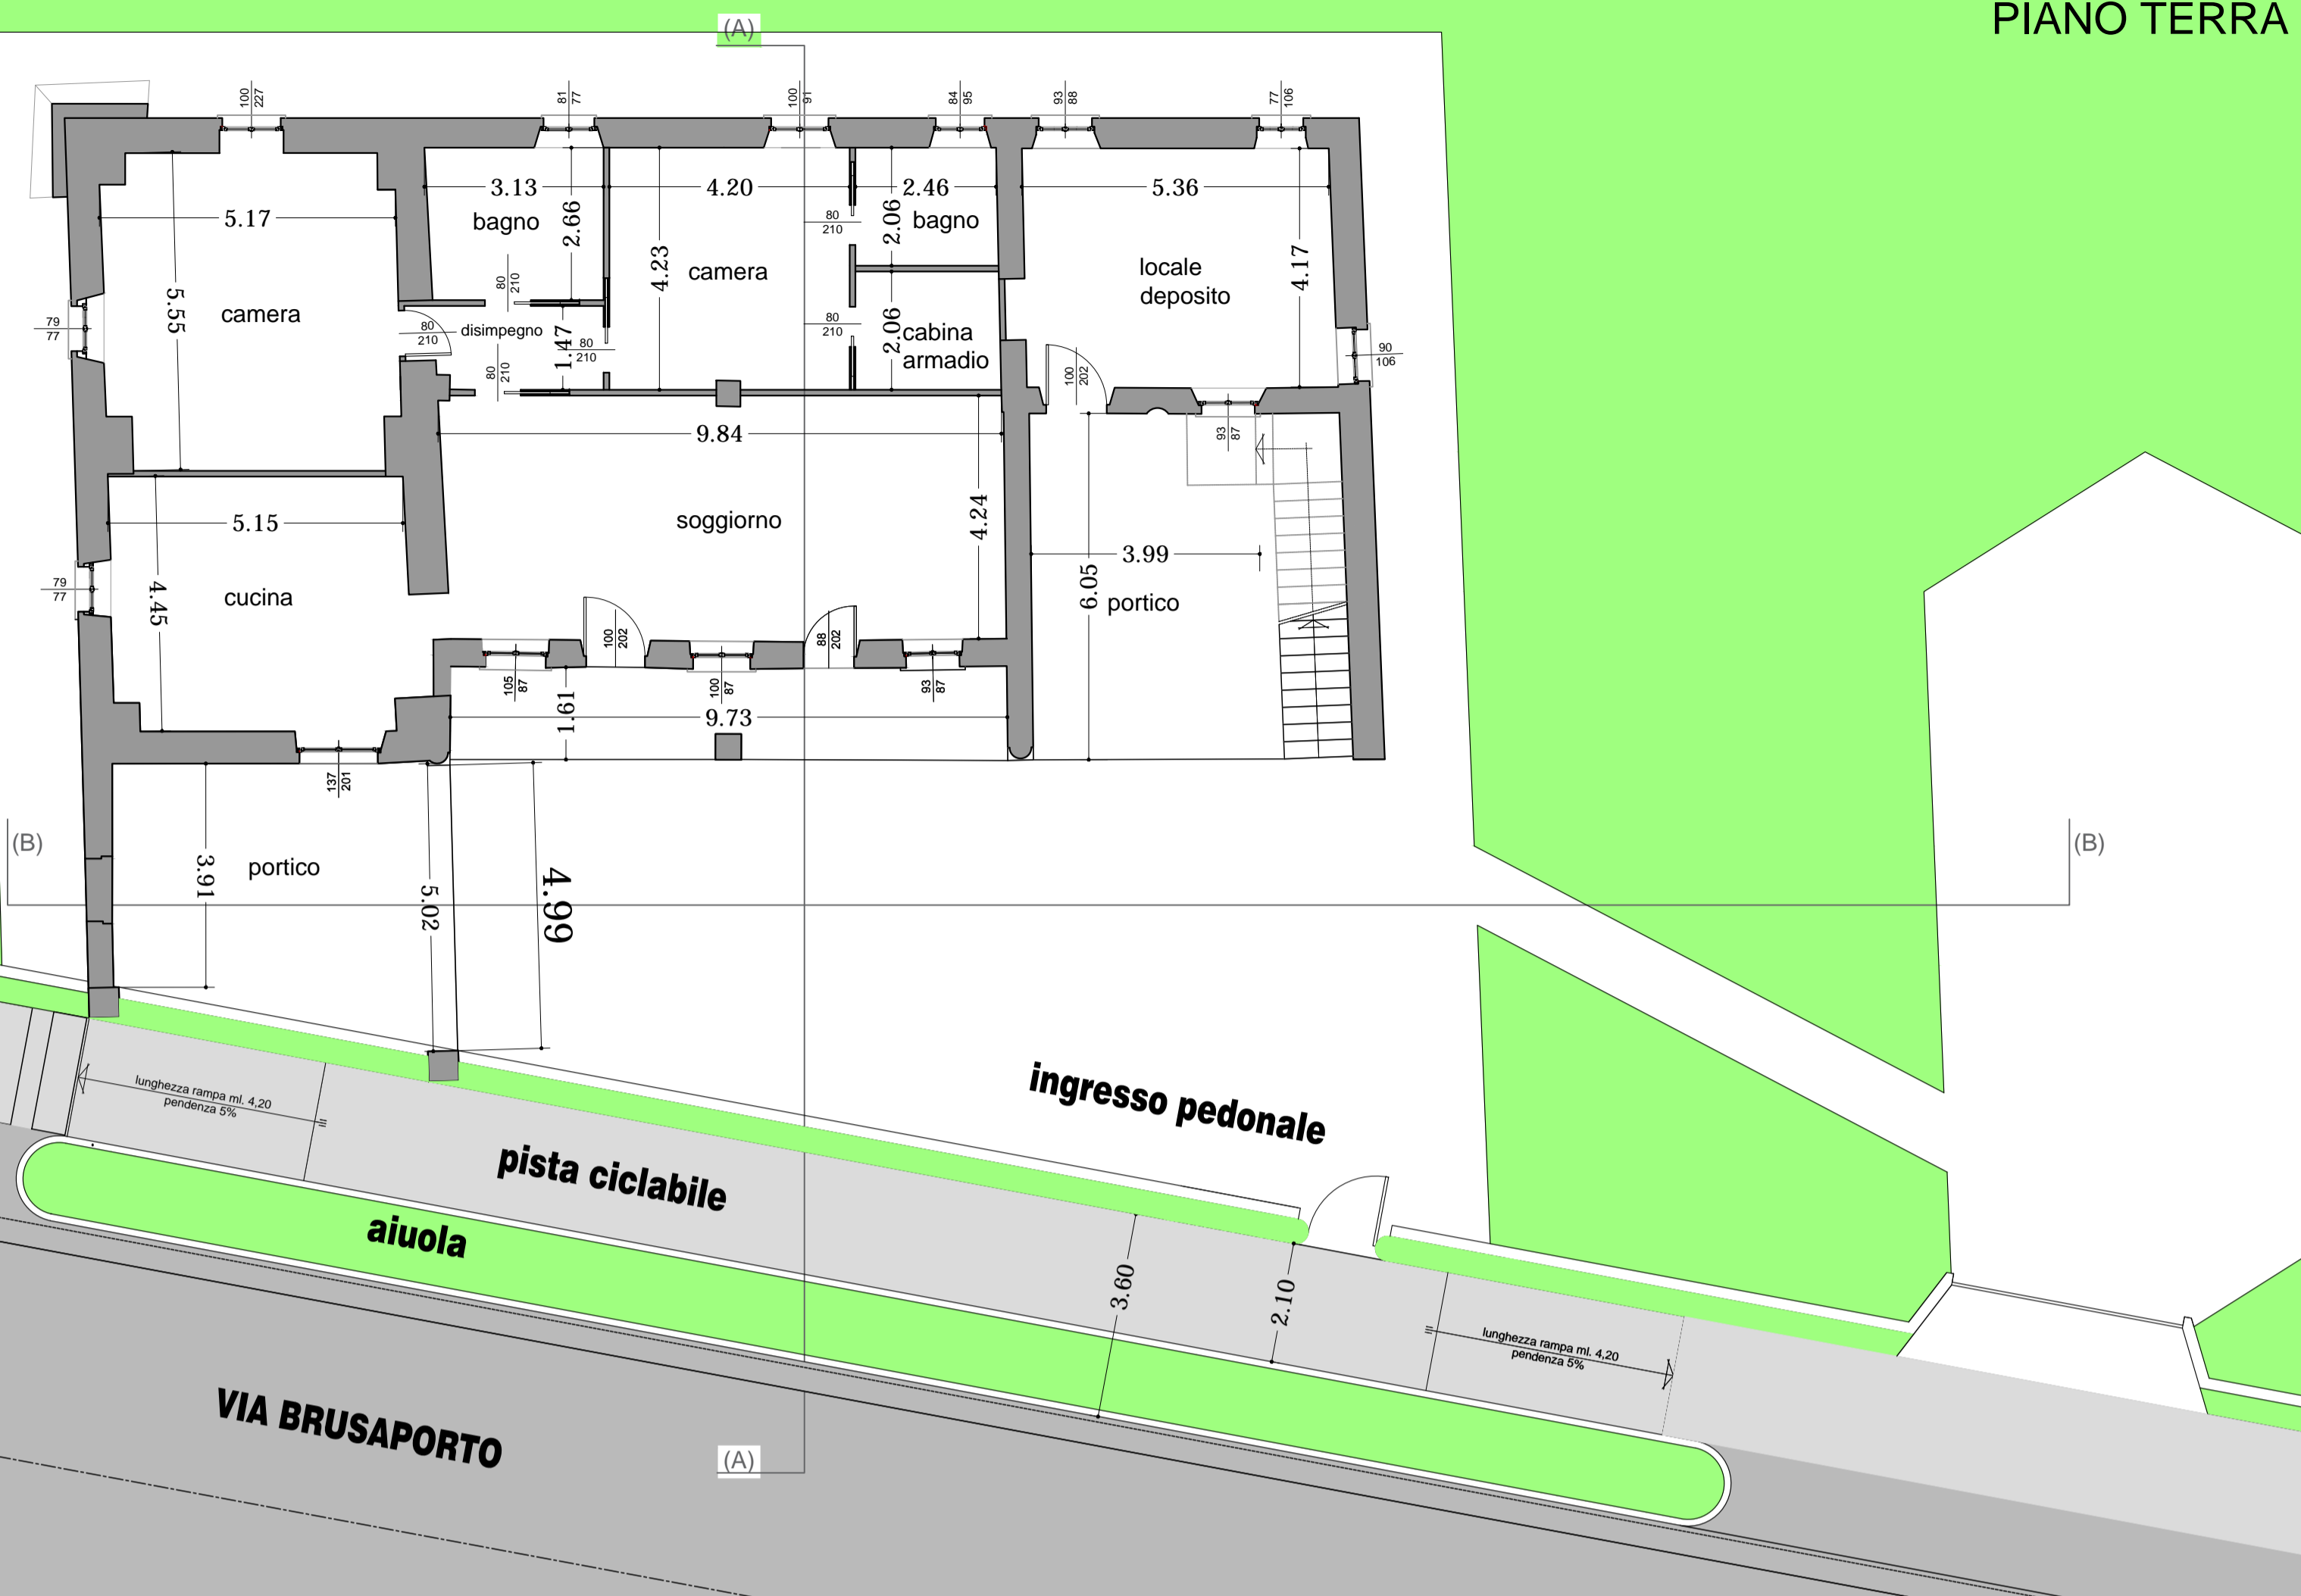 PIANO TERRA
(A)
100
227
81
77
100
91
84
95
93
88
77
106
3.13
4.20
2.46
5.36
5.17
bagno
2.66
80
210
2.06
bagno
4.23
camera
locale
deposito
4.17
5.55
camera
80
210
79
77
80
210
disimpegno
1.47
80
210
80
210
80
210
2.06
cabina
armadio
90
106
100
202
9.84
93
87
5.15
soggiorno
4.24
3.99
79
77
4.45
cucina
6.05
portico
100
202
88
202
105
87
100
87
93
87
1.61
9.73
137
201
(B)
(B)
3.91
portico
5.02
4.99
lunghezza rampa ml. 4,20
pendenza 5%
ingresso pedonale
pista ciclabile
aiuola
3.60
2.10
lunghezza rampa ml. 4,20
pendenza 5%
VIA BRUSAPORTO
(A)